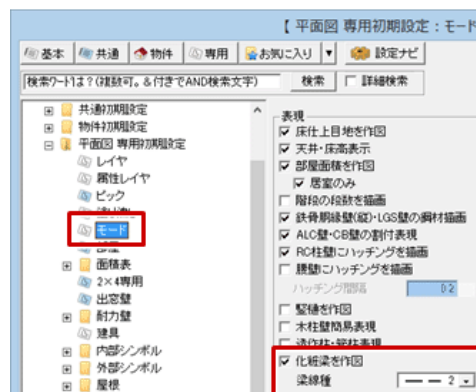 【 平面図 専用初期設定：モード
基本 共通 物件 専用 お気に入り ▼ 設定ナビ
検索ワードは？(複数可。&付きでAND検索文字) 検索 詳細検索
共通初期設定
物件初期設定
平面図 専用初期設定
レイヤ
属性レイヤ
ピック
モード
面積表
2×4専用
出窓壁
耐力壁
建具
内部シンボル
外部シンボル
屋根
表現
床仕上目地を作図
天井・床高表示
部屋面積を作図
居室のみ
階段の段数を描画
鉄骨胴縁壁(縦)・LGS壁の鋼材描画
ALC壁・CB壁の割付表現
RC柱壁にハッチングを描画
腰壁にハッチングを描画
ハッチング間隔 0.2
竪樋を作図
木柱壁簡易表現
化粧梁を作図
梁線種 2